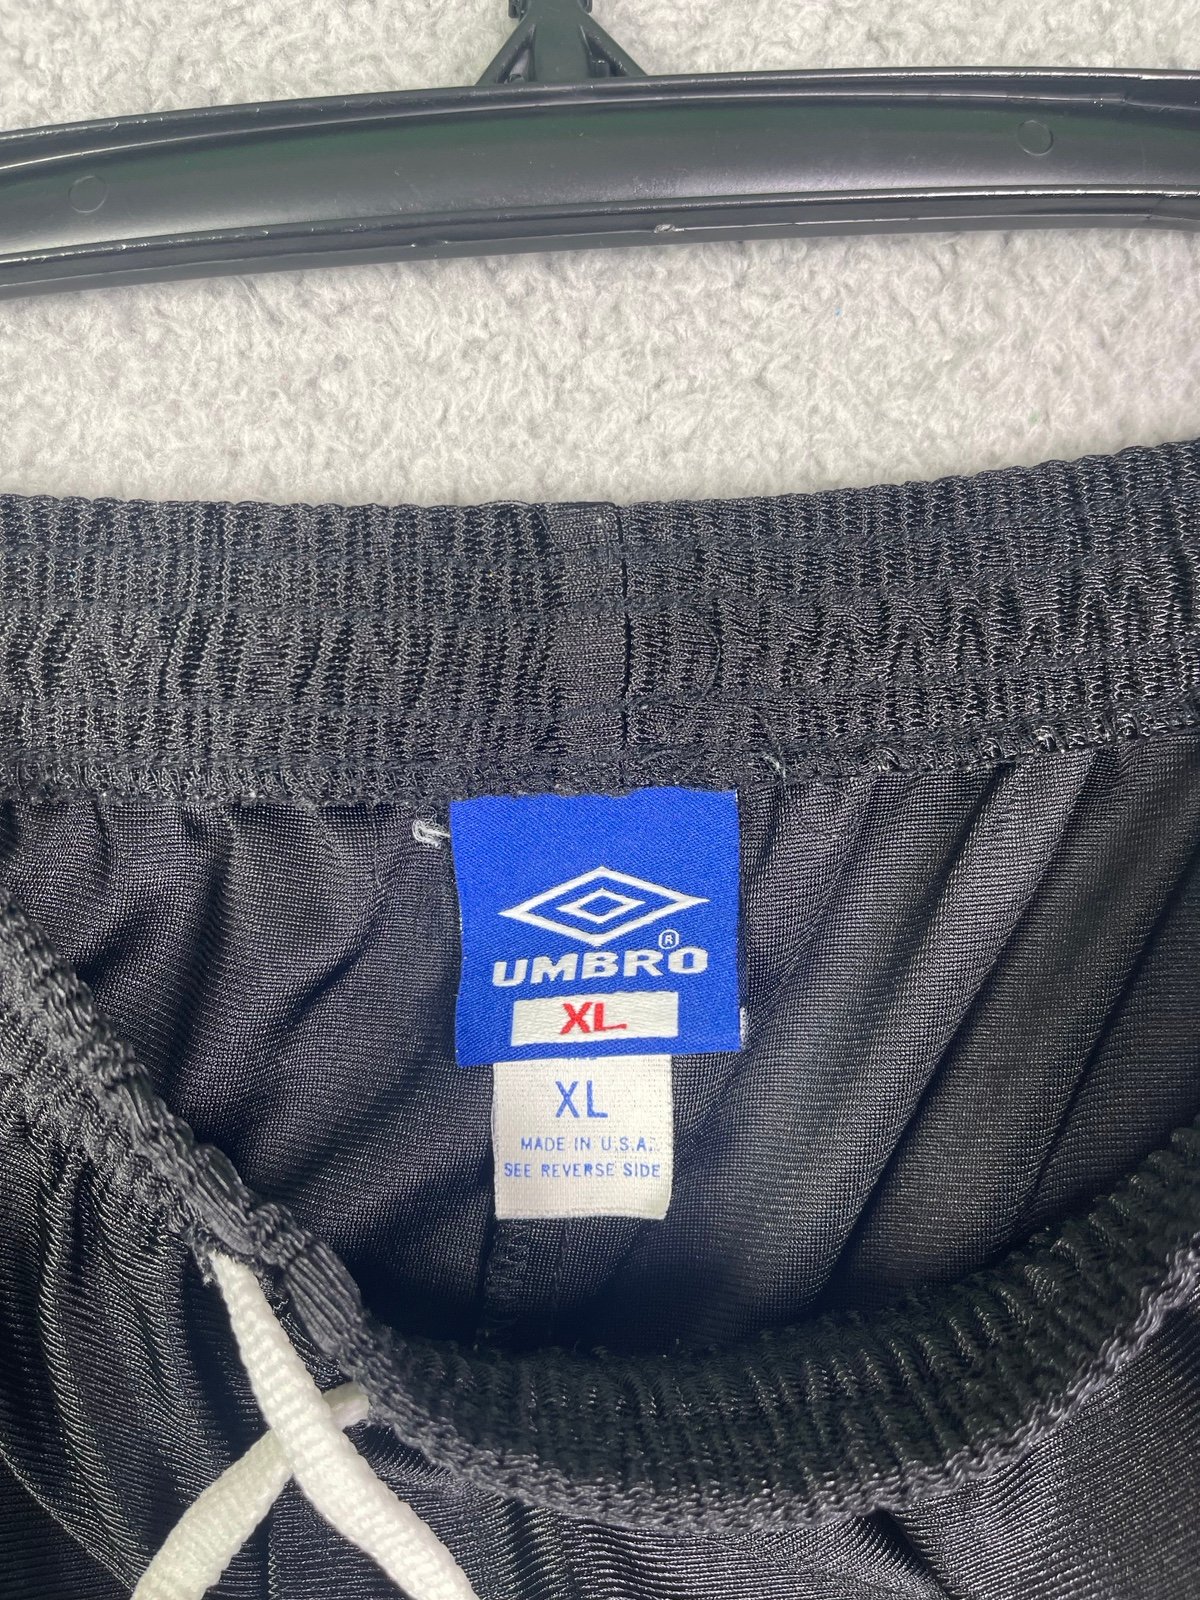 ®
UMBRO
XL
XL
MADE IN U.S.A.
SEE REVERSE SIDE